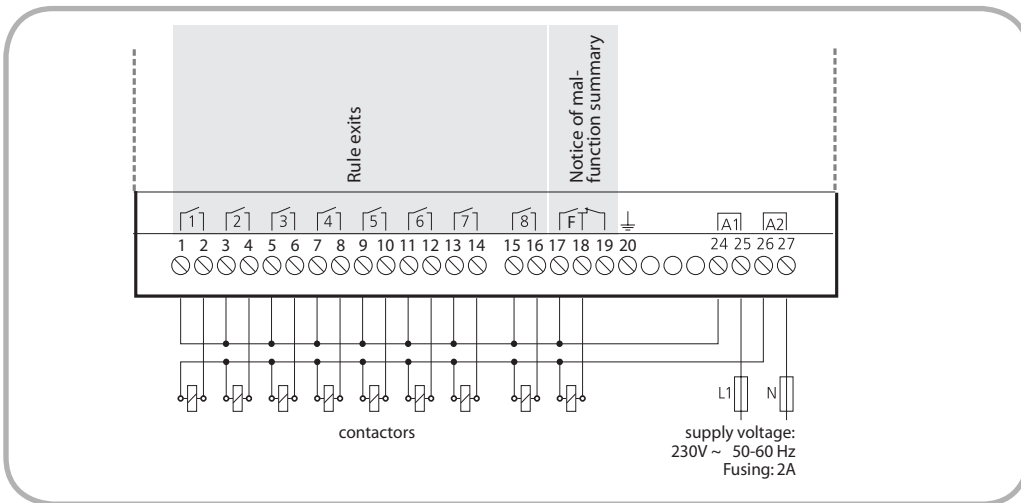 Rule exits
Notice of mal-
function summary
1 2 3 4 5 6 7 8 F A1 A2
1 2 3 4 5 6 7 8 9 10 11 12 13 14 15 16 17 18 19 20 24 25 26 27
L1 N
contactors
supply voltage:
230V ~ 50-60 Hz
Fusing: 2A